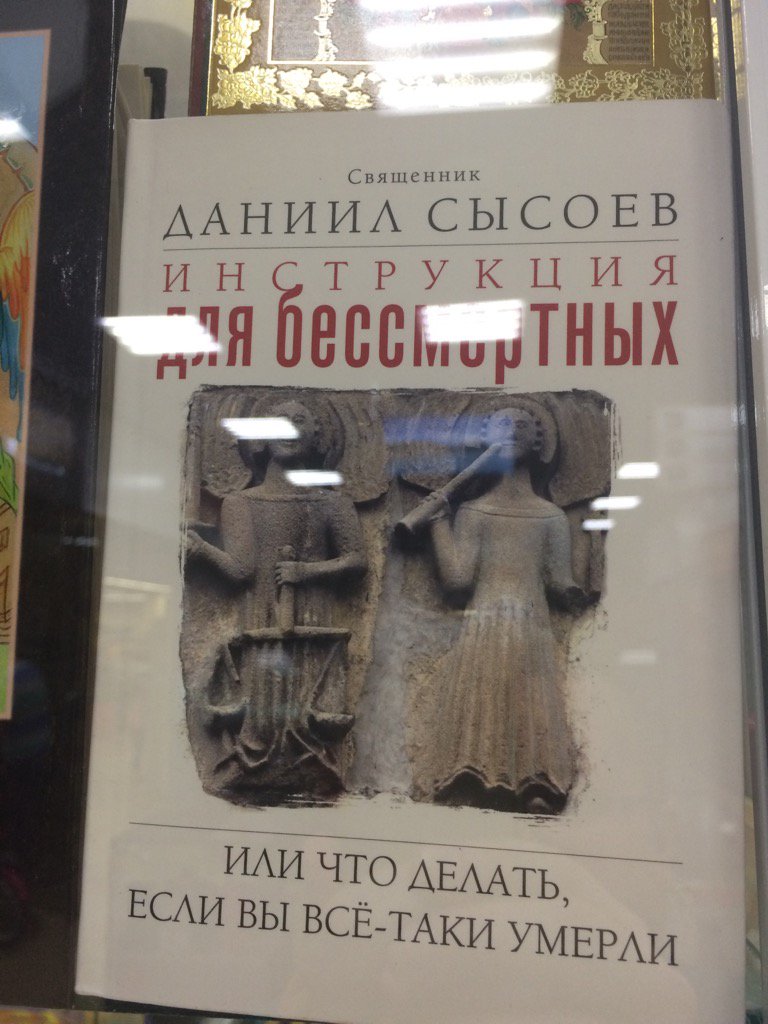 Священник
ДАНИИЛ СЫСОЕВ
ИНСТРУКЦИЯ
для бессмертных
ИЛИ ЧТО ДЕЛАТЬ,
ЕСЛИ ВЫ ВСЁ-ТАКИ УМЕРЛИ